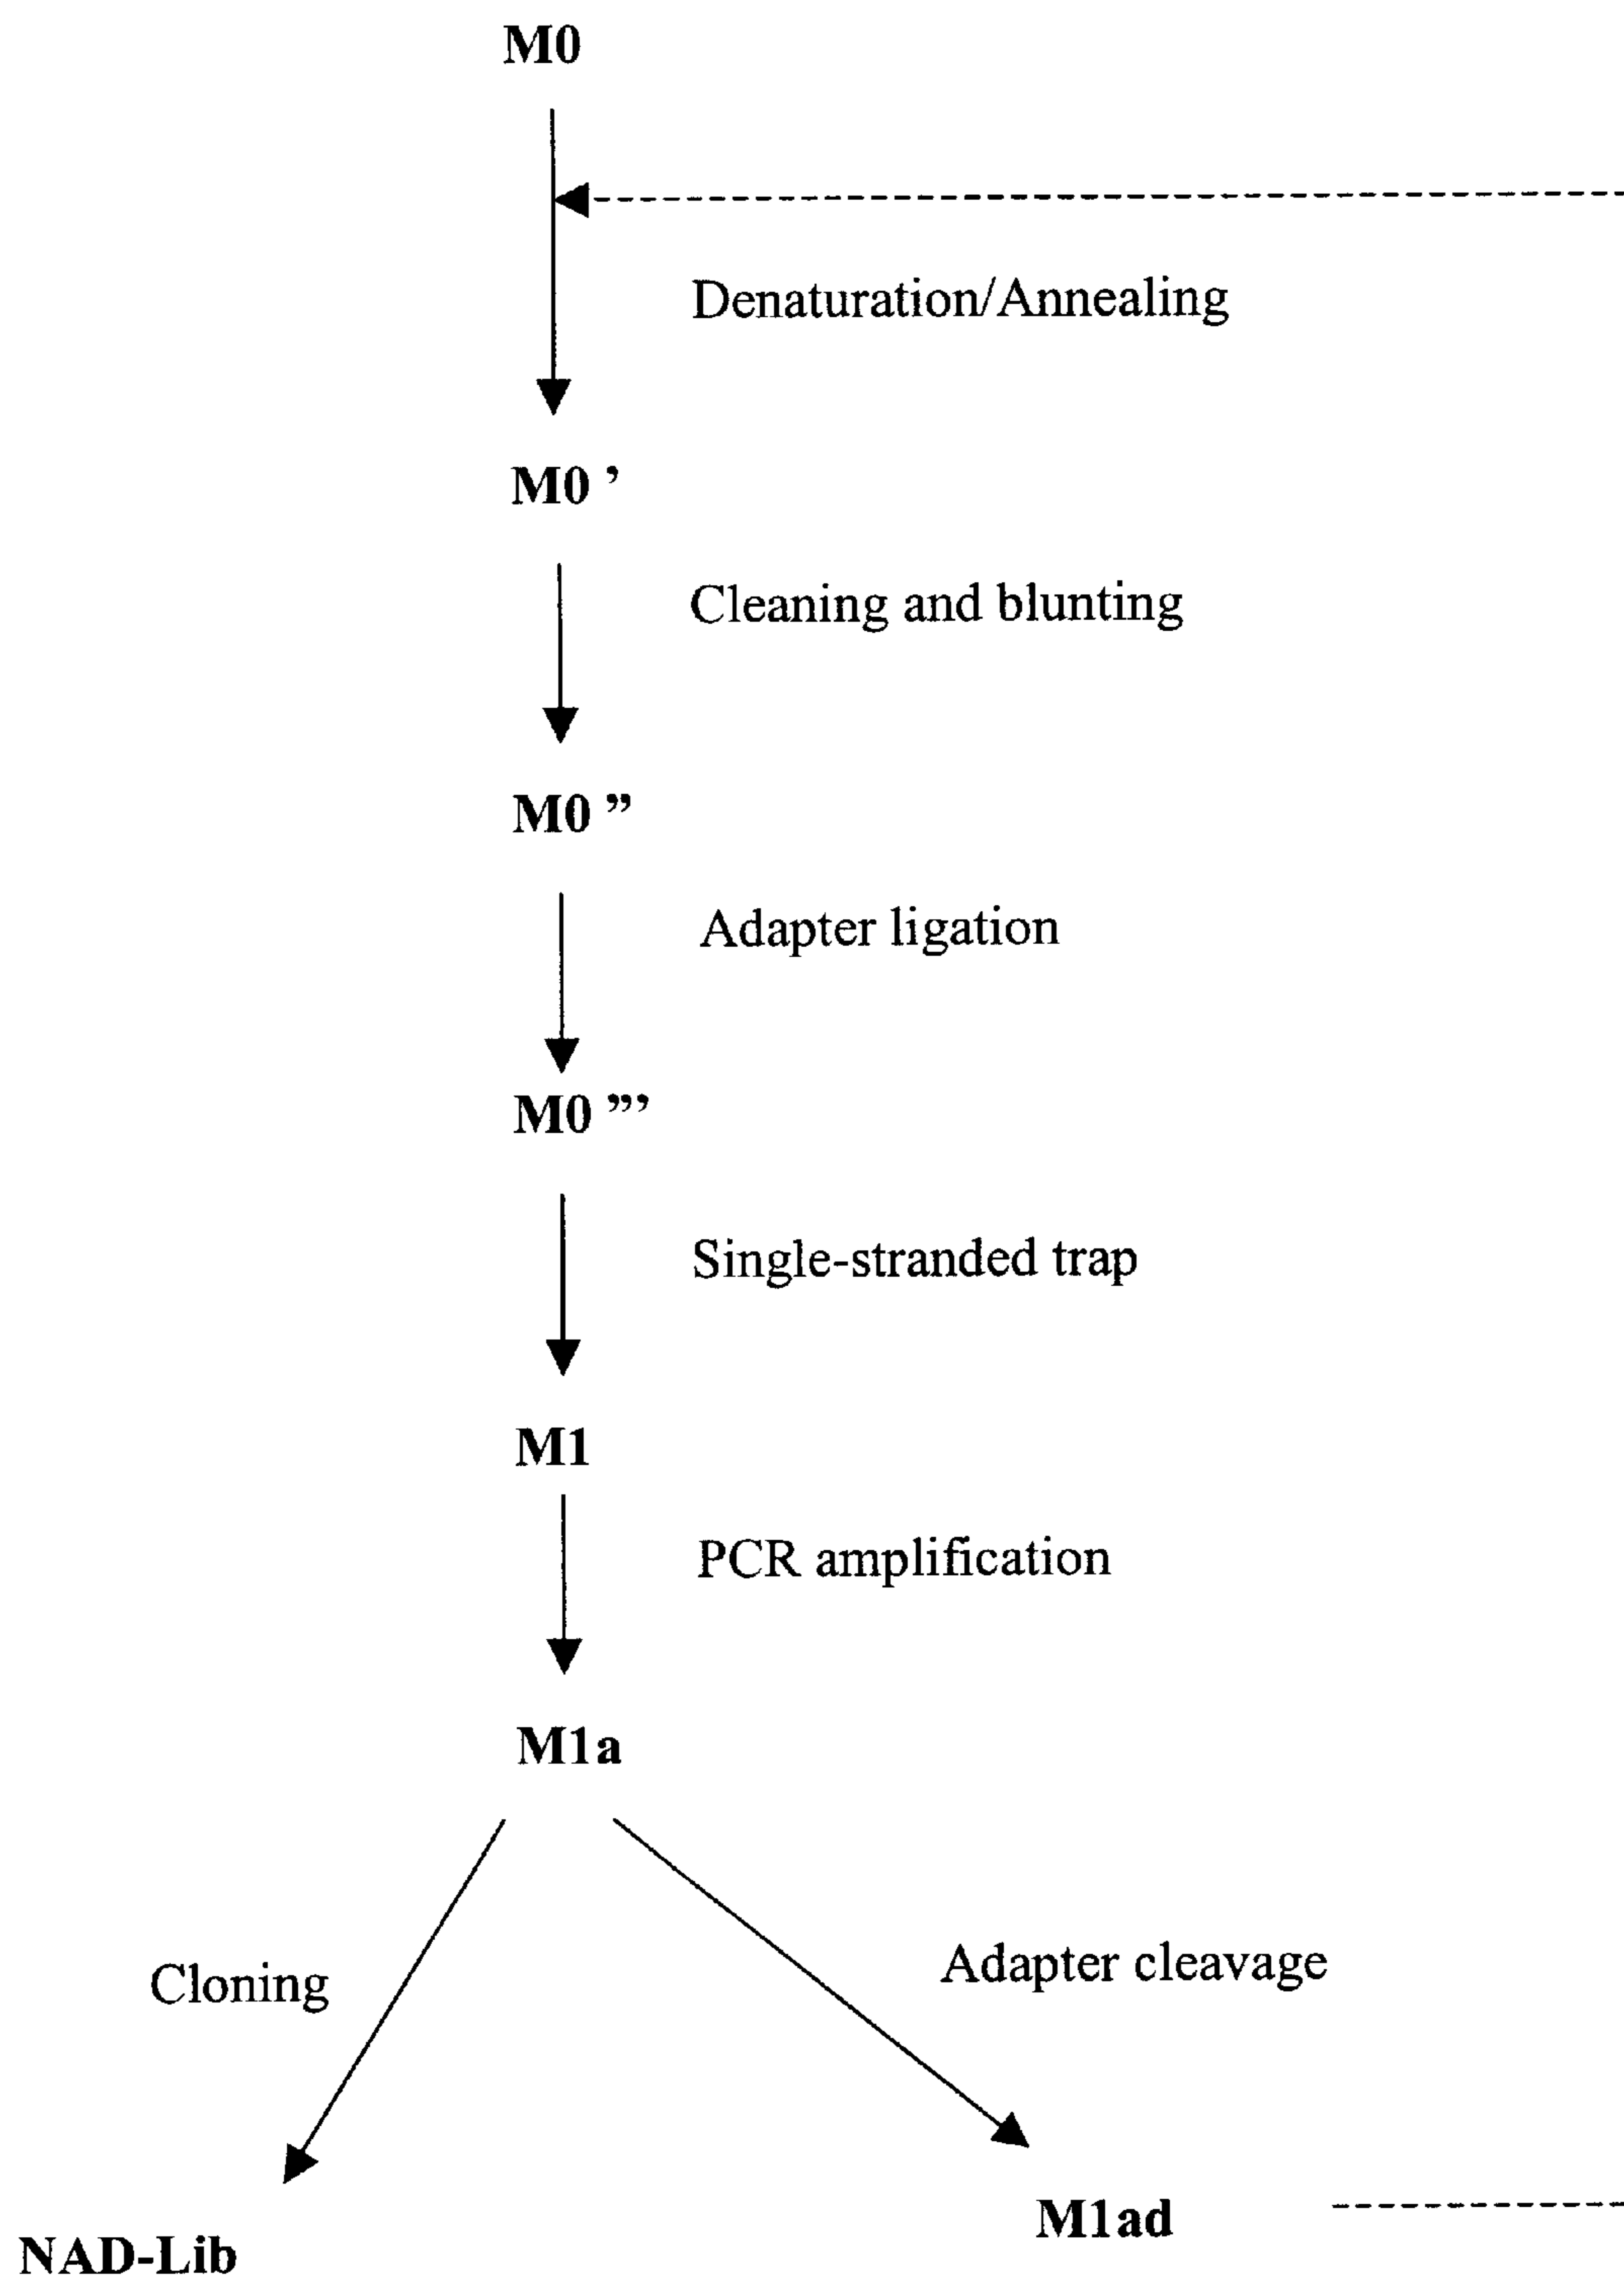 M0
Denaturation/Annealing
M0 ’
Cleaning and blunting
M0 ”
Adapter ligation
M0 ”’
Single-stranded trap
M1
PCR amplification
M1a
Cloning
Adapter cleavage
M1ad
NAD-Lib